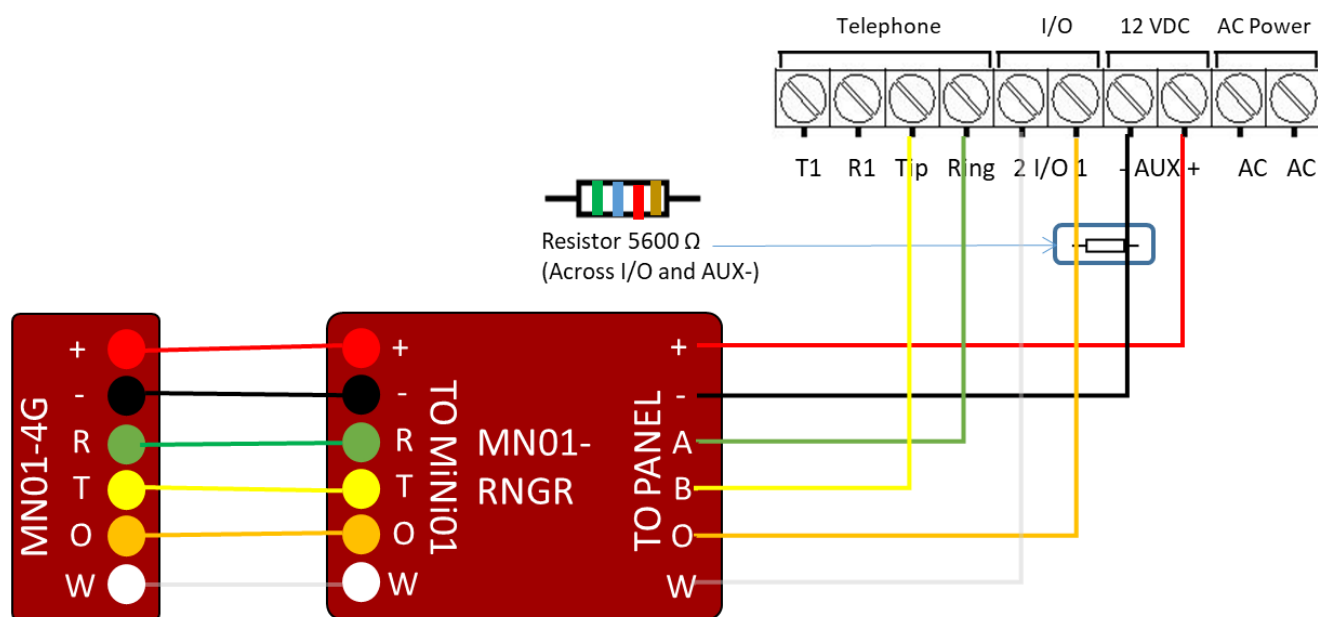 Telephone I/O 12 VDC AC Power
T1 R1 Tip Ring 2 I/O 1 - AUX + AC AC
Resistor 5600 Ω
(Across I/O and AUX-)
MN01-4G
+
-
R
T
O
W
+
-
R
T
O
W
TO MiNi01
MN01-
RNGR
TO PANEL
+
-
A
B
O
W